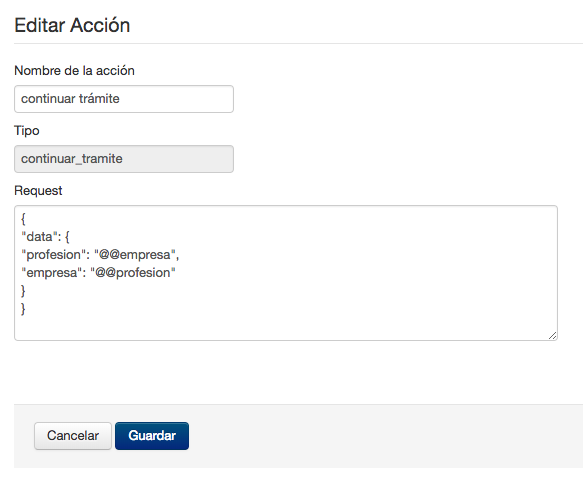 Editar Acción
Nombre de la acción
continuar trámite
Tipo
continuar_tramite
Request
{
"data": {
"profesion": "@@empresa",
"empresa": "@@profesion"
}
}
Cancelar
Guardar